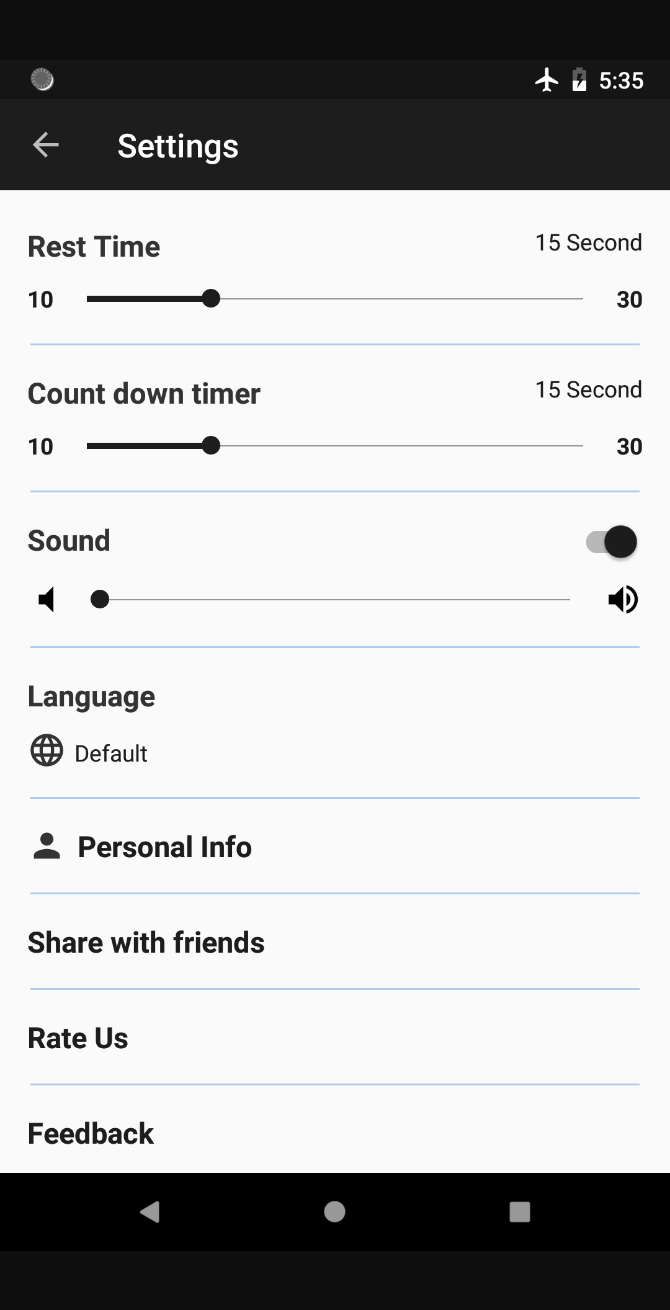 5:35
Settings
Rest Time
15 Second
10
30
Count down timer
15 Second
10
30
Sound
Language
Default
Personal Info
Share with friends
Rate Us
Feedback